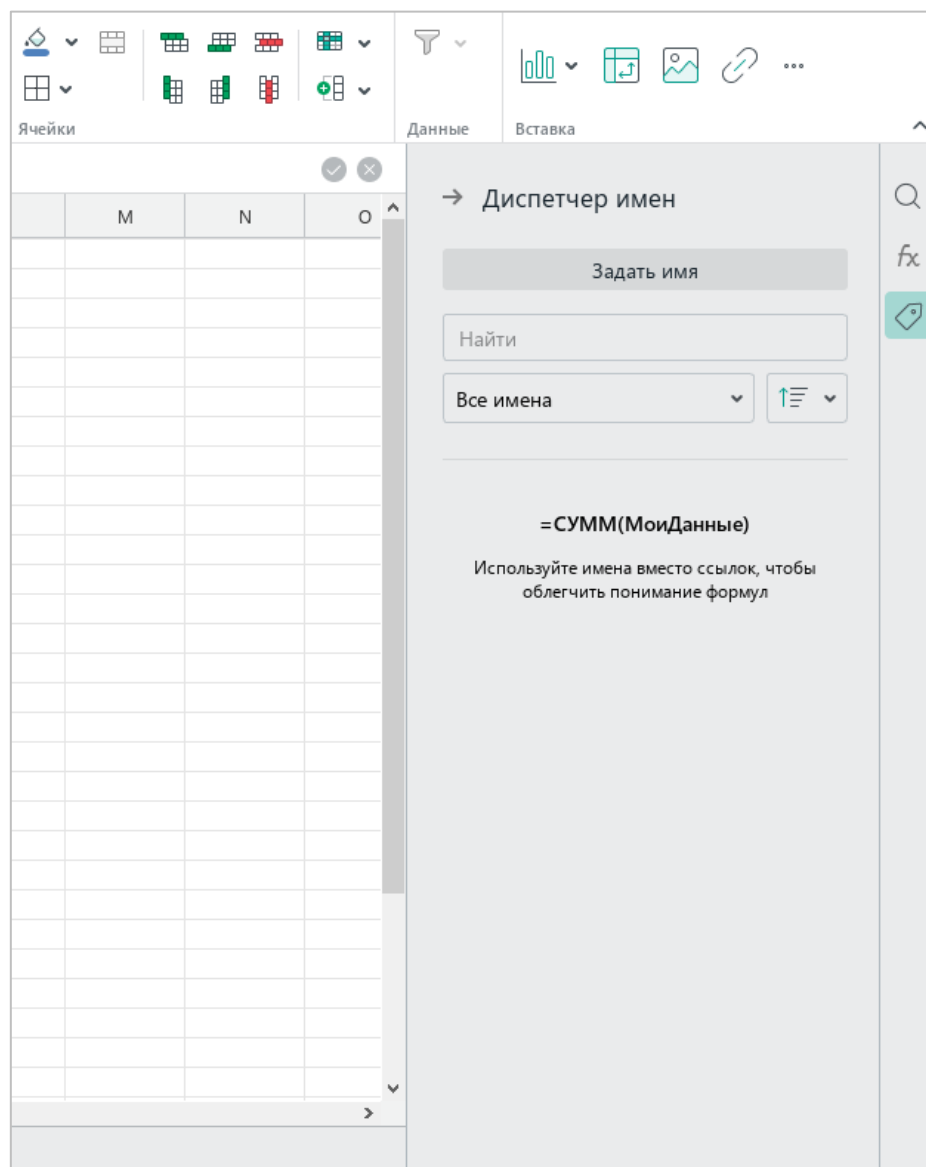 Ячейки
Данные
Вставка
M N O
Диспетчер имен
fx
Задать имя
Найти
Все имена
=СУММ(МоиДанные)
Используйте имена вместо ссылок, чтобы
облегчить понимание формул